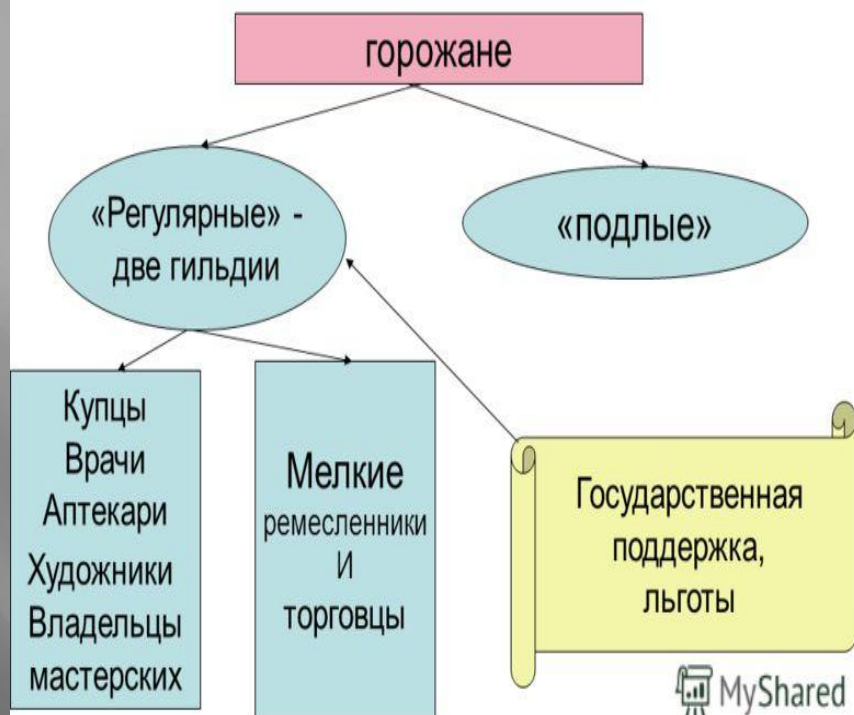 горожане
«Регулярные» -
две гильдии
«подлые»
Купцы
Врачи
Аптекари
Художники
Владельцы
мастерских
Мелкие
ремесленники
И
торговцы
Государственная
поддержка,
льготы
MyShared